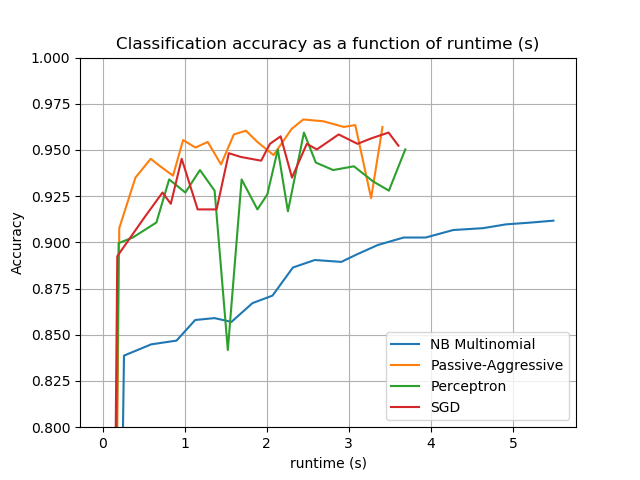 Classification accuracy as a function of runtime (s)
1.000
0.975
0.950
0.925
0.900
0.875
0.850
0.825
0.800
Accuracy
NB Multinomial
Passive-Aggressive
Perceptron
SGD
0 1 2 3 4 5
runtime (s)